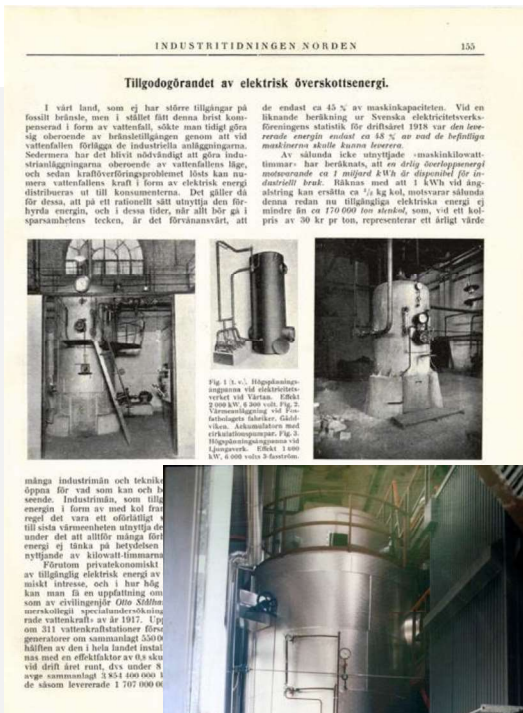 INDUSTRITIDNINGEN NORDEN 155
Tillgodogörandet av elektrisk överskottsenergi.
I vårt land, som ej har större tillgångar på
fossilt bränsle, men i stället fått denna brist kom-
penserad i form av vattenfall, sökte man tidigt göra
sig oberoende av bränsletillgången genom att vid
vattenfallen förlägga de industriella anläggningarna.
Sedermera har det blivit nödvändigt att göra indu-
strianläggningarna oberoende av vattenfallens läge,
och sedan kraftöverföringsproblemet lösts kan nu-
mera vattenfallens kraft i form av elektrisk energi
distribueras ut till konsumenterna. Det gäller då
för dessa, att på ett rationellt sätt utnyttja den för-
hyrda energin, och i dessa tider, när allt bör gå i
sparsamhetens tecken, är det förvånansvärt, att
de endast ca 45 % av maskinkapaciteten. Vid en
liknande beräkning ur Svenska elektricitetsverks-
föreningens statistik för driftsåret 1918 var den leve-
rerade energin endast ca 48 % av vad de befintliga
maskinerna skulle kunna leverera.
Av sålunda icke utnyttjade »maskinkilowatt-
timmar» har beräknats, att en årlig överloppsenergi
motsvarande ca 1 miljard kWh är disponibel för in-
dustriell bruk. Räknas med att 1 kWh vid ång-
alstring kan ersätta ca kg kol, motsvarar sålunda
denna redan nu tillgängliga elektriska energi ej
mindre än ca 170 000 ton stenkol, som, vid ett kol-
pris av 30 kr pr ton, representerar ett årligt värde
Fig. 1 (t. v.). Högspännings-
ångpanna vid elektricitets-
verket vid Värtan. Effekt
2 000 kW, 6 300 volt. Fig. 2.
Värmeanläggning vid Fos-
fatbolagets fabriker, Gädd-
viken. Ackumulatorn med
cirkulationspumpar. Fig. 3.
Högspänningsångpanna vid
Ljungaverk. Effekt 1 000
kW, 6 000 volts 3-fasström.
många industrimän och teknike
öppna för vad som kan och b
seende. Industrimän, som tillg
energin i form av med kol fra
regel det vara ett oförlåtligt s
till sista värmeenheten utnyttja de
under det att alltför många för
energi ej tänka på betydelsen
nyttjande av kilowatt-timmarna
Förutom privatekonomiskt
av tillgänglig elektrisk energi av
miskt intresse, och i hur hög
kan man få en uppfattning om
som av civilingenjör Otto Stålha
merskollegii specialundersökning
rade vattenkraft» av år 1917. Up
om 311 vattenkraftstationer förse
generatorer om sammanlagt 550 0
hälften av den i hela landet instal
nas med en effektfaktor av 0,8 sku
vid drift året runt, dvs under 8
avge sammanlagt 3 854 400 000
de såsom levererade 1 707 000 00